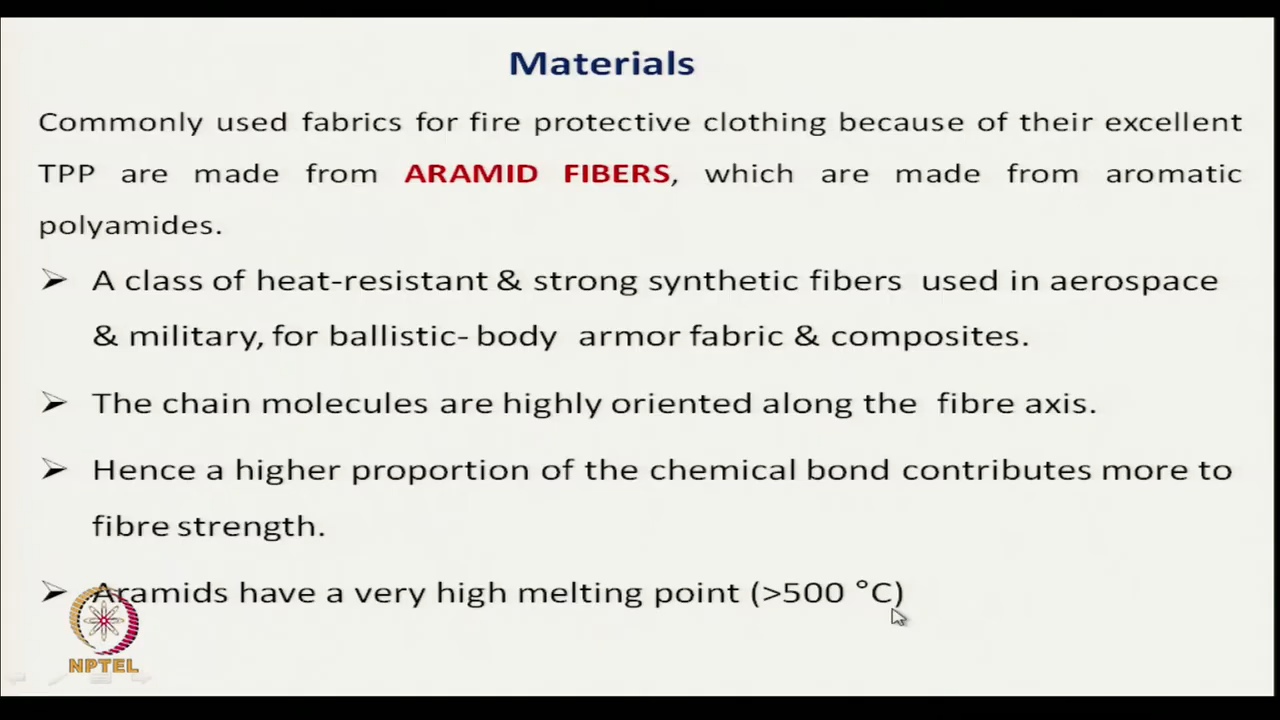 Materials
Commonly used fabrics for fire protective clothing because of their excellent
TPP are made from ARAMID FIBERS, which are made from aromatic
polyamides.
➢ A class of heat-resistant & strong synthetic fibers used in aerospace
& military, for ballistic- body armor fabric & composites.
➢ The chain molecules are highly oriented along the fibre axis.
➢ Hence a higher proportion of the chemical bond contributes more to
fibre strength.
➢ Aramids have a very high melting point (>500 °C)
NPTEL